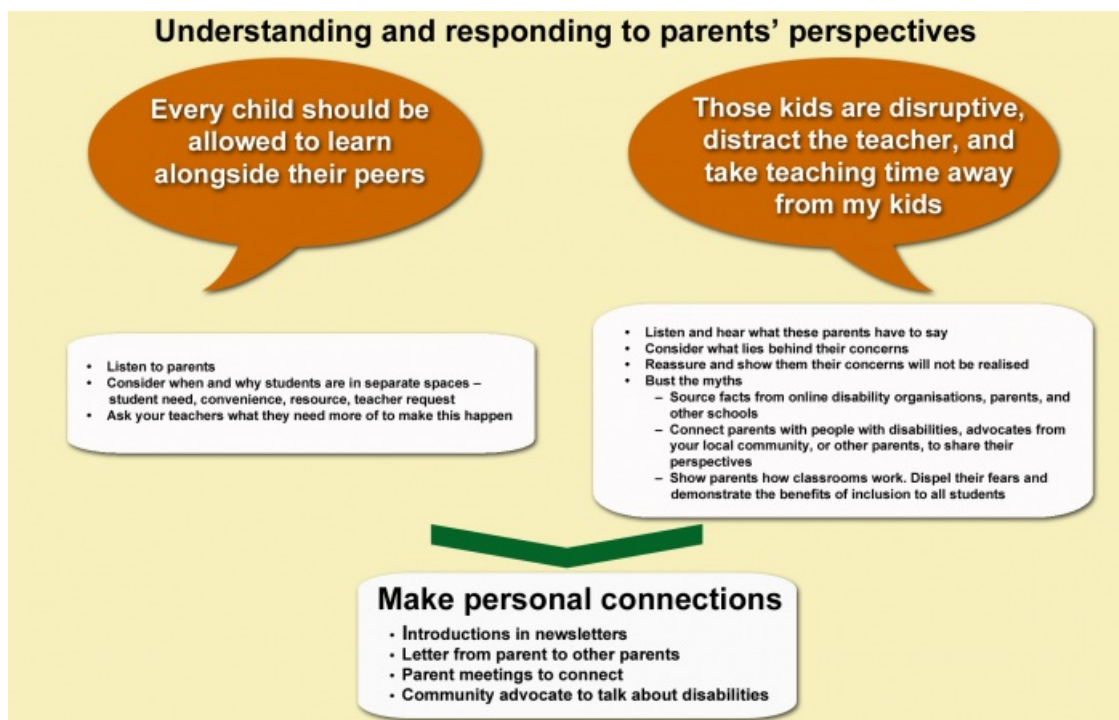 Understanding and responding to parents’ perspectives
Every child should be
allowed to learn
alongside their peers
Those kids are disruptive,
distract the teacher, and
take teaching time away
from my kids
• Listen to parents
• Consider when and why students are in separate spaces –
student need, convenience, resource, teacher request
• Ask your teachers what they need more of to make this happen
• Listen and hear what these parents have to say
• Consider what lies behind their concerns
• Reassure and show them their concerns will not be realised
• Bust the myths
– Source facts from online disability organisations, parents, and
other schools
– Connect parents with people with disabilities, advocates from
your local community, or other parents, to share their
perspectives
– Show parents how classrooms work. Dispel their fears and
demonstrate the benefits of inclusion to all students
Make personal connections
• Introductions in newsletters
• Letter from parent to other parents
• Parent meetings to connect
• Community advocate to talk about disabilities